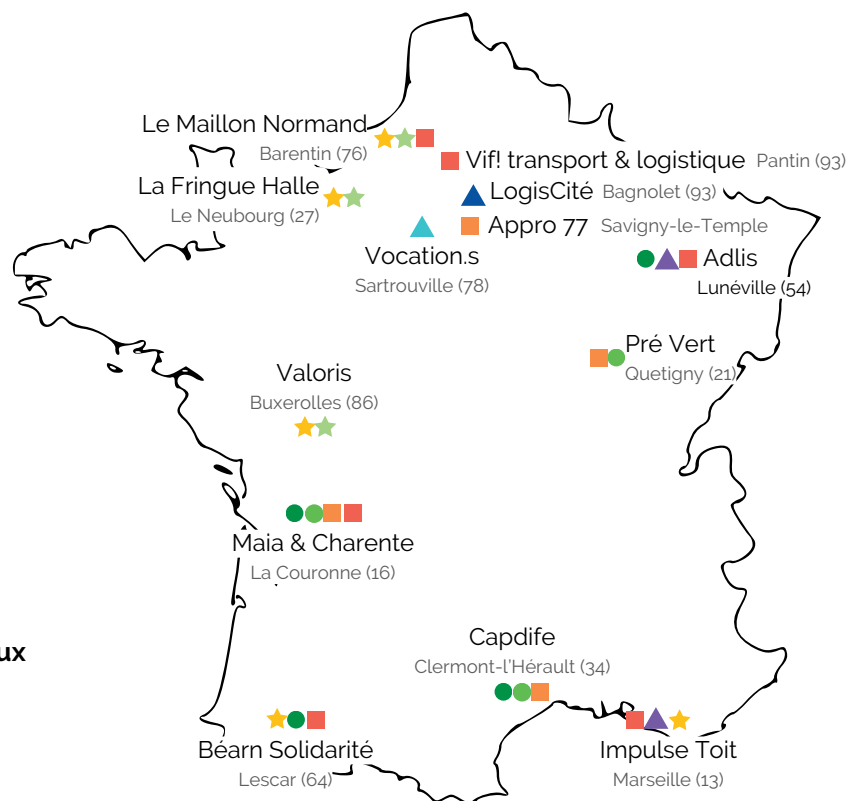 Le Maillon Normand
Barentin (76)
Vif! transport & logistique Pantin (93)
La Fringue Halle
Le Neubourg (27)
LogisCité Bagnolet (93)
Appro 77 Savigny-le-Temple
Vocation.s
Sartrouville (78)
Adlis
Lunéville (54)
Pré Vert
Quetigny (21)
Valoris
Buxerolles (86)
Maia & Charente
La Couronne (16)
Capdife
Clermont-l'Hérault (34)
ux
Béarn Solidarité
Lescar (64)
Impulse Toit
Marseille (13)